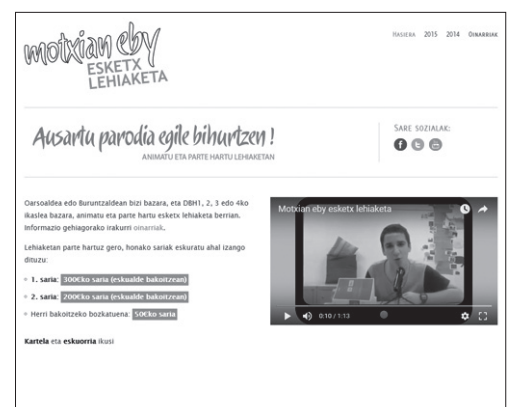 motxian eby
ESKETX
LEHIAKETA
HASIERA 2015 2014 OINARRIAK
Ausartu parodia egile bihurtzen !
ANIMATU ETA PARTE HARTU LEHIAKETAN
SARE SOZIALAK:
Oarsoaldea edo Buruntzaldean bizi bazara, eta DBH1, 2, 3 edo 4ko
ikaslea bazara, animatu eta parte hartu esketx lehiaketa berrian.
Informazio gehiagorako irakurri oinarriak.
Lehiaketan parte hartuz gero, honako sariak eskuratu ahal izango
dituzu:
1. saria: 300€ko saria (eskualde bakoitzean)
2. saria: 200€ko saria (eskualde bakoitzean)
Herri bakoitzeko bozkatuena: 50€ko saria
Kartela eta eskuorria ikusi
Motxian eby esketx lehiaketa
0:10 / 1:13